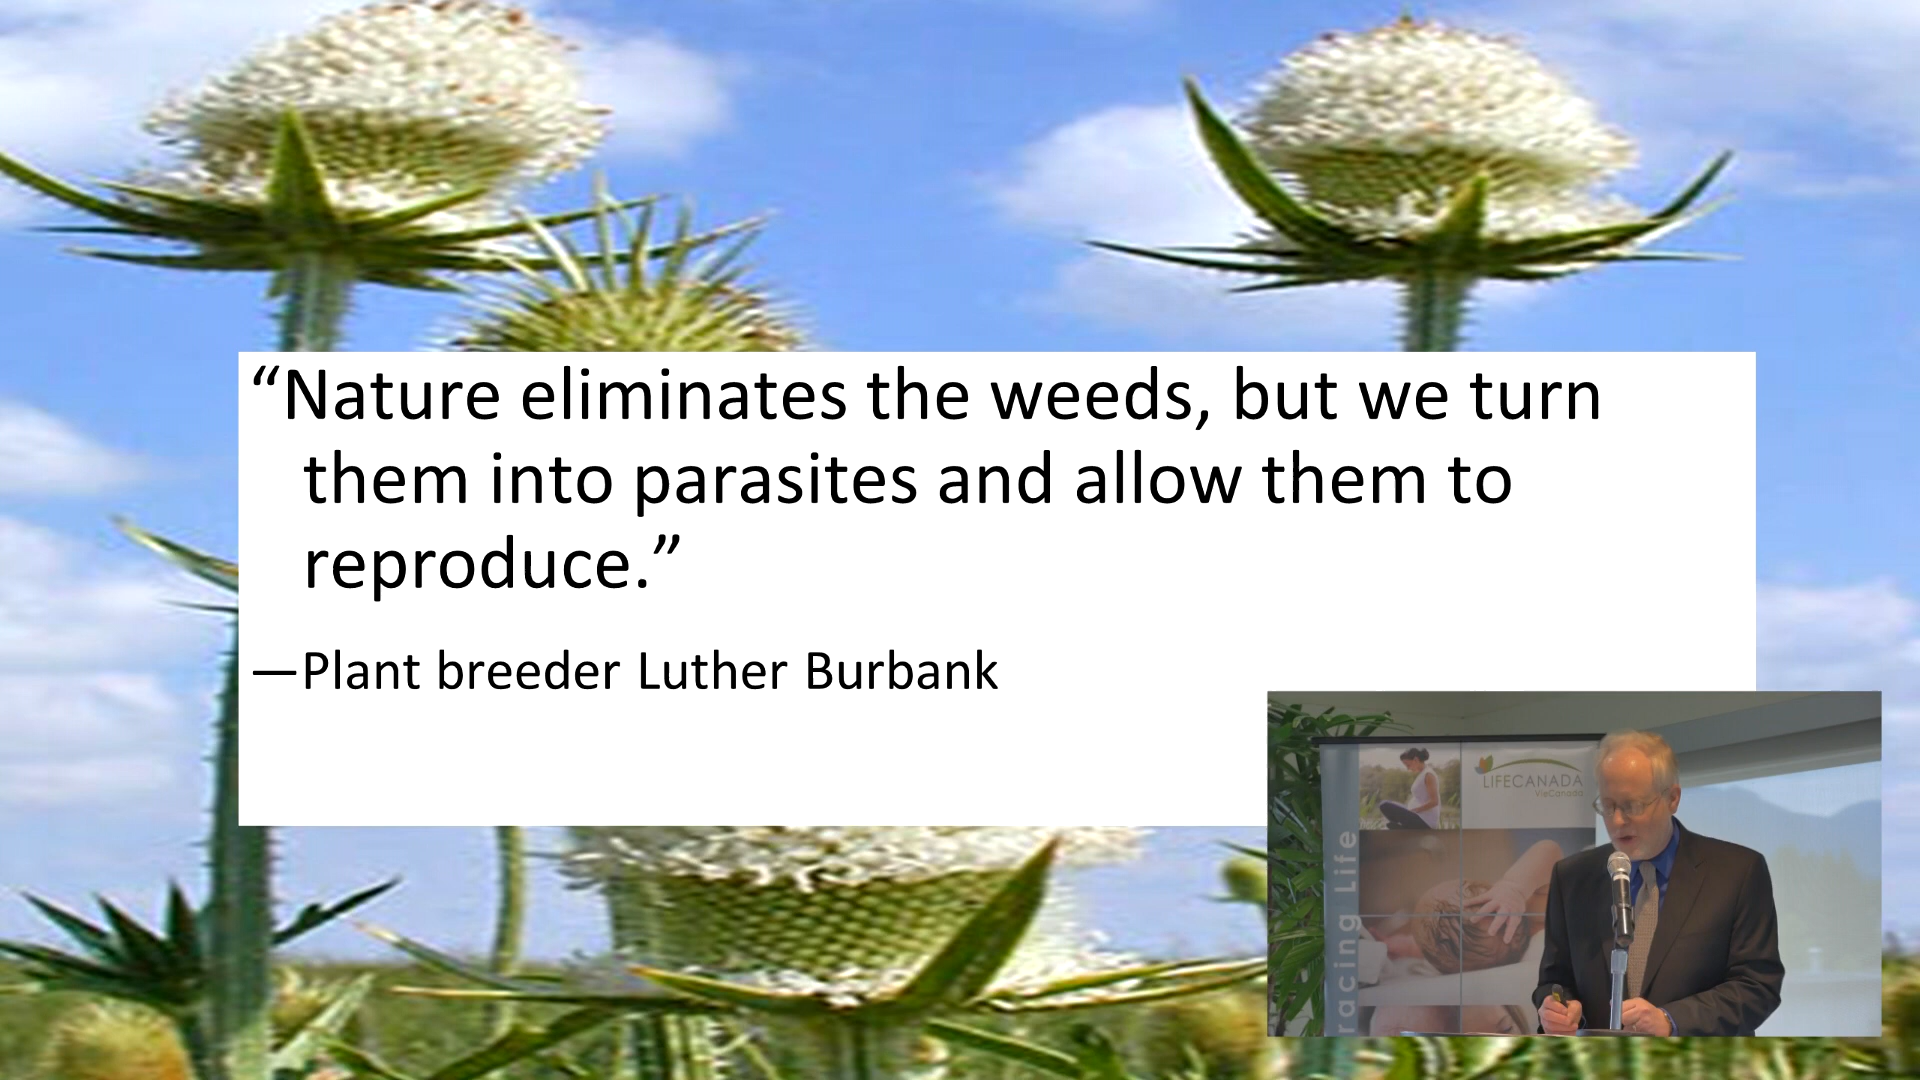 “Nature eliminates the weeds, but we turn
them into parasites and allow them to
reproduce.”
—Plant breeder Luther Burbank
LIFECANADA
VieCanada
racing Life